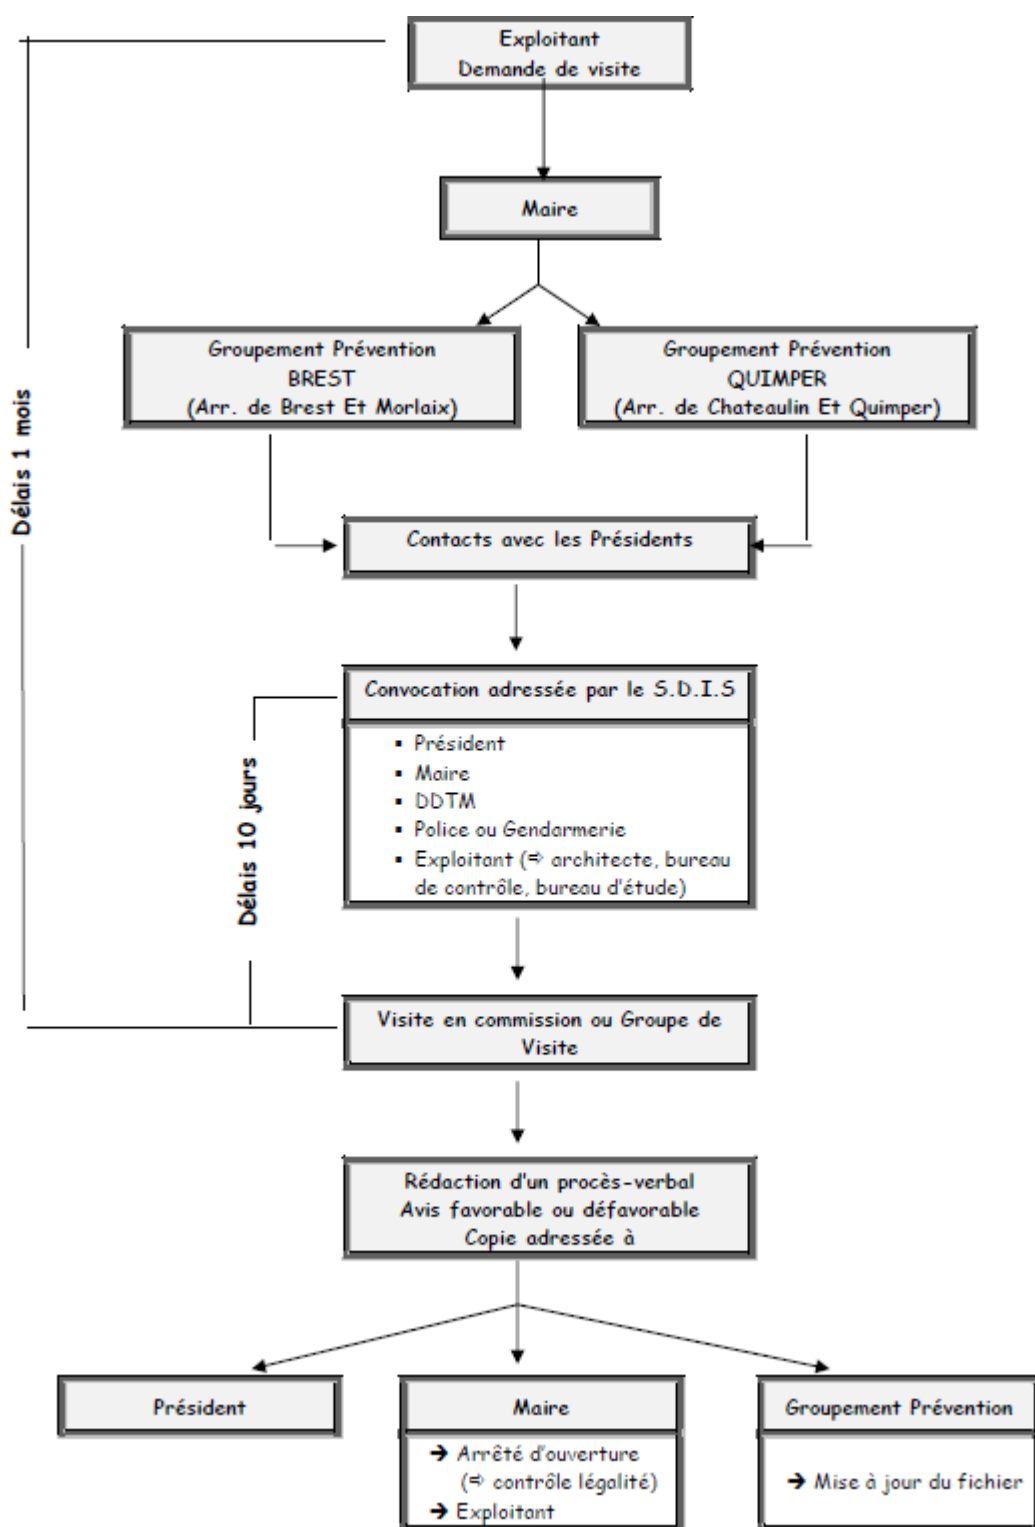 Exploitant
Demande de visite
Maire
Groupement Prévention
BREST
(Arr. de Brest Et Morlaix)
Groupement Prévention
QUIMPER
(Arr. de Chateaulin Et Quimper)
Délais 1 mois
Contacts avec les Présidents
Convocation adressée par le S.D.I.S
▪ Président
▪ Maire
▪ DDTM
▪ Police ou Gendarmerie
▪ Exploitant (⇨ architecte, bureau
de contrôle, bureau d'étude)
Délais 10 jours
Visite en commission ou Groupe de
Visite
Rédaction d'un procès-verbal
Avis favorable ou défavorable
Copie adressée à
Président
Maire
➔ Arrêté d'ouverture
(⇨ contrôle légalité)
➔ Exploitant
Groupement Prévention
➔ Mise à jour du fichier